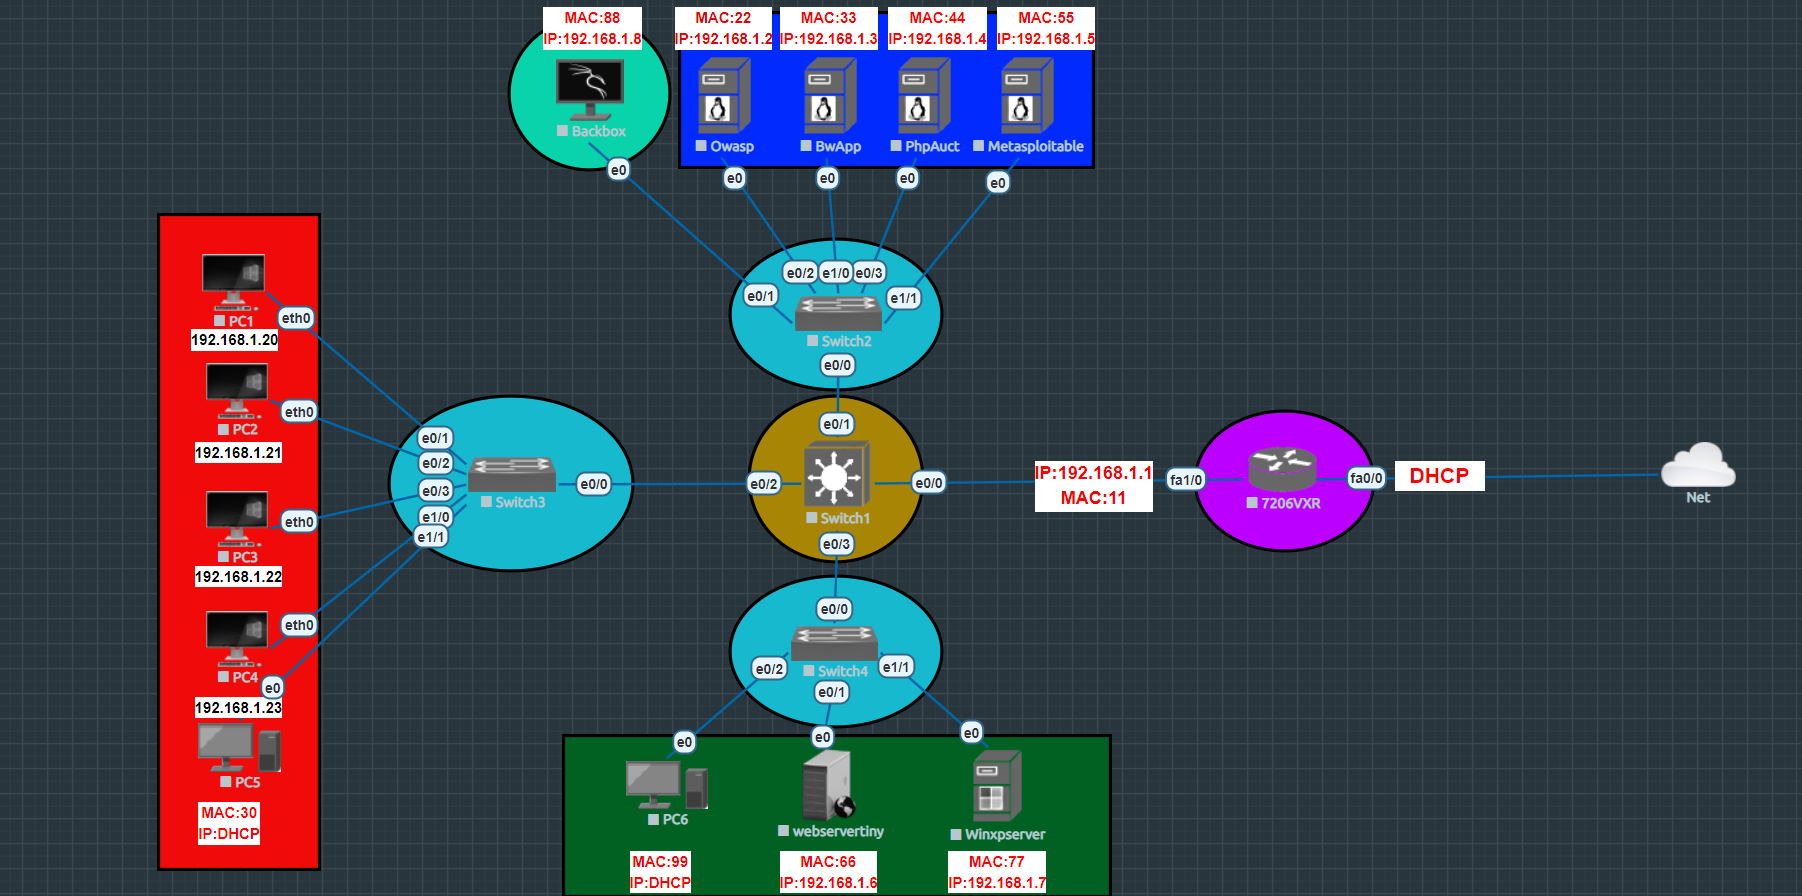 MAC:88
IP:192.168.1.8
MAC:22
IP:192.168.1.2
MAC:33
IP:192.168.1.3
MAC:44
IP:192.168.1.4
MAC:55
IP:192.168.1.5
Backbox
Owasp
BwApp
PhpAuct
Metasploitable
e0
e0
e0
e0
e0
e0/1
e0/2
e1/0
e0/3
e1/1
Switch2
e0/0
PC1
eth0
192.168.1.20
PC2
eth0
192.168.1.21
PC3
eth0
192.168.1.22
PC4
eth0
192.168.1.23
e0
PC5
MAC:30
IP:DHCP
e0/1
e0/2
e0/3
e1/0
e1/1
Switch3
e0/0
e0/1
e0/2
e0/0
Switch1
e0/3
IP:192.168.1.1
MAC:11
fa1/0
7206VXR
fa0/0
DHCP
Net
e0/0
e0/2
Switch4
e1/1
e0/1
e0
e0
e0
PC6
webservertiny
Winxpserver
MAC:99
IP:DHCP
MAC:66
IP:192.168.1.6
MAC:77
IP:192.168.1.7